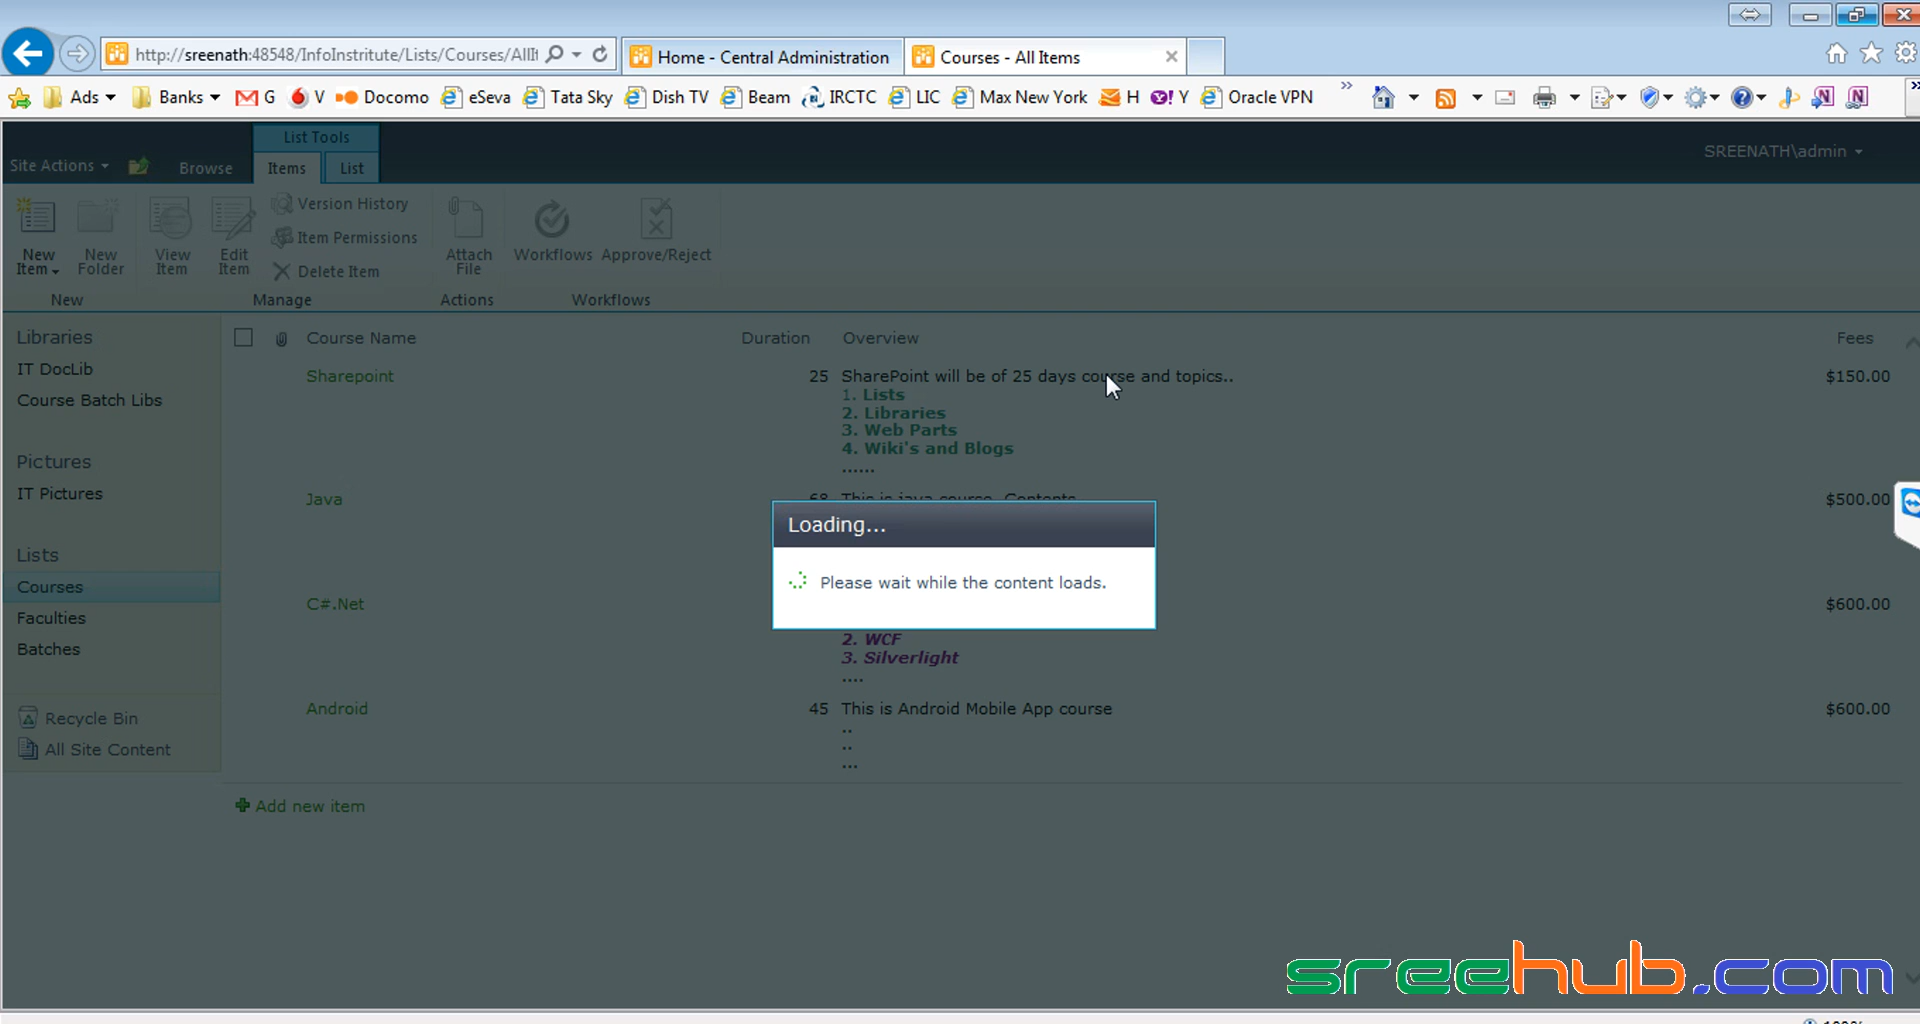 http://sreenath:48548/InfoInstritute/Lists/Courses/AllIt
Home - Central Administration
Courses - All Items
Ads
Banks
G
V
Docomo
eSeva
Tata Sky
Dish TV
Beam
IRCTC
LIC
Max New York
H
Y
Oracle VPN
List Tools
Site Actions
Browse
Items
List
SREENATH\admin
New Item
New Folder
View Item
Edit Item
Version History
Item Permissions
Delete Item
Attach File
Workflows
Approve/Reject
New
Manage
Actions
Workflows
Libraries
IT DocLib
Course Batch Libs
Pictures
IT Pictures
Lists
Courses
Faculties
Batches
Recycle Bin
All Site Content
Course Name
Duration
Overview
Fees
Sharepoint
25
SharePoint will be of 25 days course and topics..
$150.00
1. Lists
2. Libraries
3. Web Parts
4. Wiki's and Blogs
......
Java
68
This is java course. Contents
$500.00
Loading...
Please wait while the content loads.
C#.Net
$600.00
2. WCF
3. Silverlight
....
Android
45
This is Android Mobile App course
$600.00
..
..
...
Add new item
sreehub.com